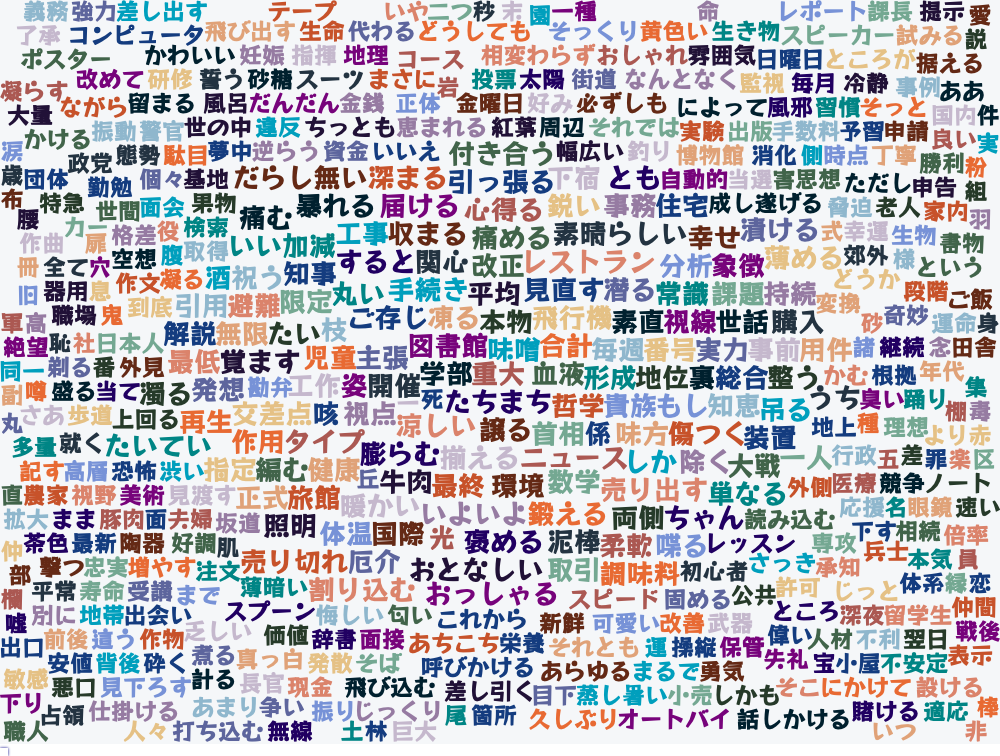 義務 強力 差し出す テープ いや 二つ 秒 末 園 一種 命 レポート 課長 提示 愛
了承 コンピュータ 飛び出す 生命 代わる どうしても そっくり 黄色い 生き物 スピーカー 試みる 説
ポスター かわいい 妊娠 指揮 地理 コース 相変わらず おしゃれ 雰囲気 日曜日 ところが 据える
凝らす 改めて 研修 誓う 砂糖 スーツ まさに 岩 投票 太陽 街道 なんとなく 監視 毎月 冷静 事例 ああ
大量 ながら 留まる 風呂 だんだん 金銭 正体 金曜日 好み 必ずしも によって 風邪 習慣 そっと 国内 件
かける 振動 警官 世の中 違反 ちっとも 恵まれる 紅葉 周辺 それでは 実験 出版 手数料 予習 申請 良い 実
涙 政党 態勢 駄目 夢中 逆らう 資金 いいえ 付き合う 幅広い 釣り 博物館 消化 側 時点 丁寧 勝利 粉
歳 団体 勤勉 個々 基地 だらし無い 深まる 引っ張る 下宿 とも 自動的 当選 害 思想 ただし 申告 組
布 腰 特急 世間 面会 果物 痛む 暴れる 届ける 心得る 鋭い 事務 住宅 成し遂げる 脅迫 老人 家内 羽
作曲 カー 扉 格差 役 検索 いい加減 工事 収まる 痛める 素晴らしい 幸せ 漬ける 式 幸運 生物 書物
冊 全て 穴 空想 腹 取得 酒 祝う 知事 すると 関心 改正 レストラン 分析 象徴 薄める 郊外 様 という
旧 器用 息 作文 凝る 到底 引用 避難 限定 丸い 手続き 平均 見直す 潜る 常識 課題 持続 どうか 変換 段階 ご飯
軍 高 職場 鬼 解説 無限 たい 枝 ご存じ 凍る 本物 飛行機 素直 視線 世話 購入 砂 奇妙 運命 身
絶望 恥 社 日本人 最低 覚ます 児童 主張 図書館 味噌 合計 毎週 番号 実力 事前 用件 諸 継続 念 田舎
同一 剃る 番 外見 発想 勘弁 工作 姿 開催 学部 重大 血液 形成 地位 裏 総合 整う かむ 根拠 年代
副 噂 盛る 当て 濁る 交差点 咳 視点 死 たちまち 哲学 貴族 もし 知恵 吊る うち 臭い 踊り 棚 集 毒
丸 さあ 歩道 上回る 再生 涼しい 譲る 首相 係 味方 傷つく 装置 地上 種 理想 より 赤
多量 就く たいてい 作用 タイプ 膨らむ 揃える ニュース しか 除く 大戦 一人 行政 五 差 罪 楽 区
記す 高層 恐怖 渋い 指定 編む 健康 丘 牛肉 最終 環境 数学 売り出す 単なる 外側 医療 競争 ノート
直 農家 視野 美術 見渡す 正式 旅館 暖かい いよいよ 鍛える 両側 ちゃん 読み込む 応援 名 眼鏡 速い
拡大 まま 豚肉 面 夫婦 坂道 照明 体温 国際 光 褒める 泥棒 柔軟 喋る レッスン 専攻 下す 相続 倍率
仲 茶色 最新 陶器 好調 肌 売り切れ 厄介 おとなしい 取引 調味料 初心者 さっき 承知 兵士 本気 員
部 撃つ 忠実 増やす 注文 薄暗い 割り込む おっしゃる スピード 固める 公共 許可 じっと 体系 縁 恋
欄 平常 寿命 受講 まで スプーン 悔しい 匂い これから 新鮮 可愛い 改善 武器 ところ 深夜 留学生 仲間
嘘 別に 地帯 出会い 乏しい 価値 辞書 面接 あちこち 栄養 それとも 運 操縦 保管 偉い 人材 不利 翌日 戦後
出口 前後 違う 作物 煮る 真っ白 発散 そば 呼びかける あらゆる まるで 勇気 失礼 宝 小屋 不安定 表示
敏感 安値 背後 砕く 計る 長官 現金 飛び込む 差し引く 目下 蒸し暑い 小売 しかも そこ にかけて 設ける
下り 悪口 見下ろす あまり 争い 振り じっくり 尾 箇所 久しぶり オートバイ 話しかける 賭ける 適応 棒
職人 占領 仕掛ける 人々 打ち込む 無線 土 林 巨大 いつ 非